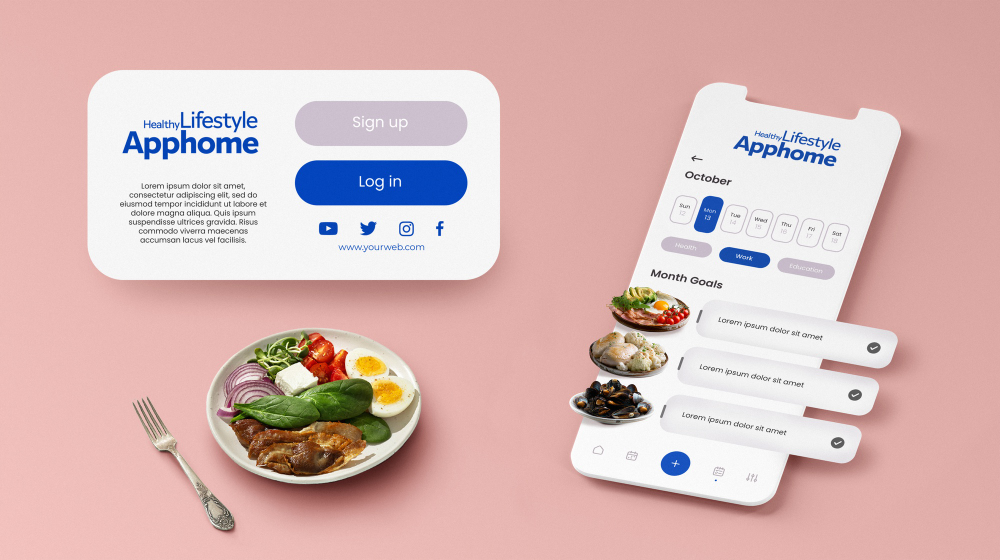 Healthy Lifestyle
Apphome
Lorem ipsum dolor sit amet,
consectetur adipiscing elit, sed do
eiusmod tempor incididunt ut labore et
dolore magna aliqua. Quis ipsum
suspendisse ultrices gravida. Risus
commodo viverra maecenas
accumsan lacus vel facilisis.
Sign up
Log in
www.yourweb.com
Healthy Lifestyle
Apphome
October
Sun Mon Tue Wed Thu Fri Sat
12 13 14 15 16 17 18
Health Work Education
Month Goals
Lorem ipsum dolor sit amet
Lorem ipsum dolor sit amet
Lorem ipsum dolor sit amet